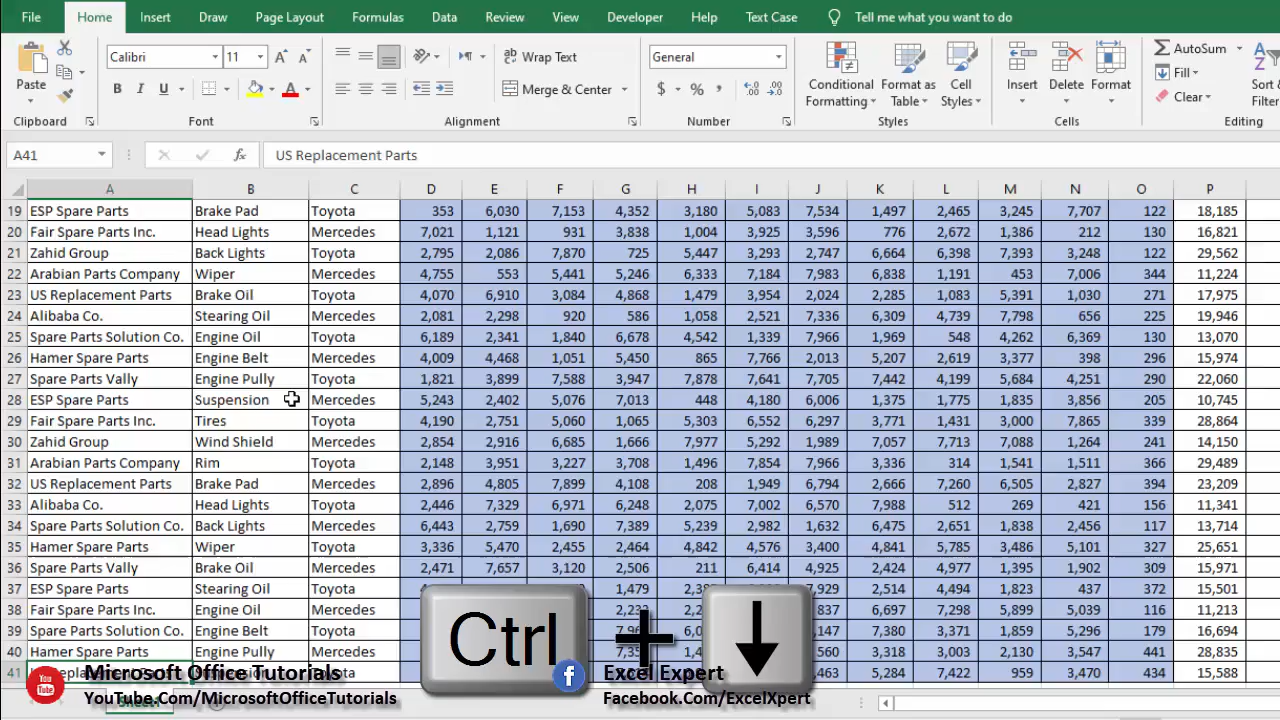 File Home Insert Draw Page Layout Formulas Data Review View Developer Help Text Case Tell me what you want to do
Calibri 11 A A ab Wrap Text General AutoSum
Paste B I U A Merge & Center $ % , Conditional Formatting Format as Table Cell Styles Insert Delete Format Fill Clear Sort & Filter
Clipboard Font Alignment Number Styles Cells Editing
A41 fx US Replacement Parts
A B C D E F G H I J K L M N O P
19 ESP Spare Parts Brake Pad Toyota 353 6,030 7,153 4,352 3,180 5,083 7,534 1,497 2,465 3,245 7,707 122 18,185
20 Fair Spare Parts Inc. Head Lights Mercedes 7,021 1,121 931 3,838 1,004 3,925 3,596 776 2,672 1,386 212 130 16,821
21 Zahid Group Back Lights Toyota 2,795 2,086 7,870 725 5,447 3,293 2,747 6,664 6,398 7,393 3,248 122 29,562
22 Arabian Parts Company Wiper Mercedes 4,755 553 5,441 5,246 6,333 7,184 7,983 6,838 1,191 453 7,006 344 11,224
23 US Replacement Parts Brake Oil Toyota 4,070 6,910 3,084 4,868 1,479 3,954 2,024 2,285 1,083 5,391 1,030 271 17,975
24 Alibaba Co. Stearing Oil Mercedes 2,081 2,298 920 586 1,058 2,521 7,336 6,309 4,739 7,798 656 225 19,946
25 Spare Parts Solution Co. Engine Oil Toyota 6,189 2,341 1,840 6,678 4,542 1,339 6,527 1,969 548 4,262 6,369 130 13,070
26 Hamer Spare Parts Engine Belt Mercedes 4,009 4,468 1,051 5,450 865 7,766 2,013 5,207 2,619 3,377 398 296 15,974
27 Spare Parts Vally Engine Pully Toyota 1,821 3,899 7,588 3,947 7,878 7,641 7,705 7,442 4,199 5,684 4,251 290 22,060
28 ESP Spare Parts Suspension Mercedes 5,243 2,402 5,076 7,013 448 4,180 6,006 1,375 1,775 1,835 3,856 205 10,745
29 Fair Spare Parts Inc. Tires Toyota 4,190 2,751 5,060 1,065 5,303 6,552 6,297 3,771 1,431 3,000 7,865 335 28,864
30 Zahid Group Wind Shield Mercedes 2,854 2,916 6,685 1,666 7,977 5,292 1,989 7,057 7,713 7,088 1,264 241 14,150
31 Arabian Parts Company Rim Toyota 2,148 3,951 3,227 3,708 1,496 7,854 7,966 3,336 314 1,541 1,511 366 29,489
32 US Replacement Parts Brake Pad Mercedes 2,896 4,805 7,899 4,108 208 1,949 6,794 2,666 7,260 6,505 2,827 394 23,209
33 Alibaba Co. Head Lights Toyota 2,446 7,329 6,971 6,248 2,075 7,002 6,570 7,988 512 269 421 156 11,341
34 Spare Parts Solution Co. Back Lights Mercedes 6,443 2,759 1,690 7,389 5,239 2,982 1,632 6,475 2,651 1,838 2,456 117 13,714
35 Hamer Spare Parts Wiper Toyota 3,336 5,470 2,455 2,464 4,842 4,576 3,400 4,841 5,785 3,486 5,101 327 25,651
36 Spare Parts Vally Brake Oil Mercedes 2,471 7,657 3,120 2,506 211 6,414 4,925 2,424 4,977 1,395 1,902 309 15,971
37 ESP Spare Parts Stearing Oil Toyota 1,479 7,929 2,514 4,494 4,923 437 372 15,501
38 Fair Spare Parts Inc. Engine Oil Mercedes 6,697 7,298 5,899 5,039 116 11,213
39 Spare Parts Solution Co. Engine Belt Toyota 7,380 3,371 1,859 5,296 179 16,694
40 Hamer Spare Parts Engine Pully Mercedes 3,318 3,003 2,130 3,547 441 28,835
41 Toyota 5,284 7,422 959 3,470 434 15,588
Ctrl + ↓
You Tube Microsoft Office Tutorials f Excel Expert
YouTube.Com/MicrosoftOfficeTutorials Facebook.Com/ExcelXpert